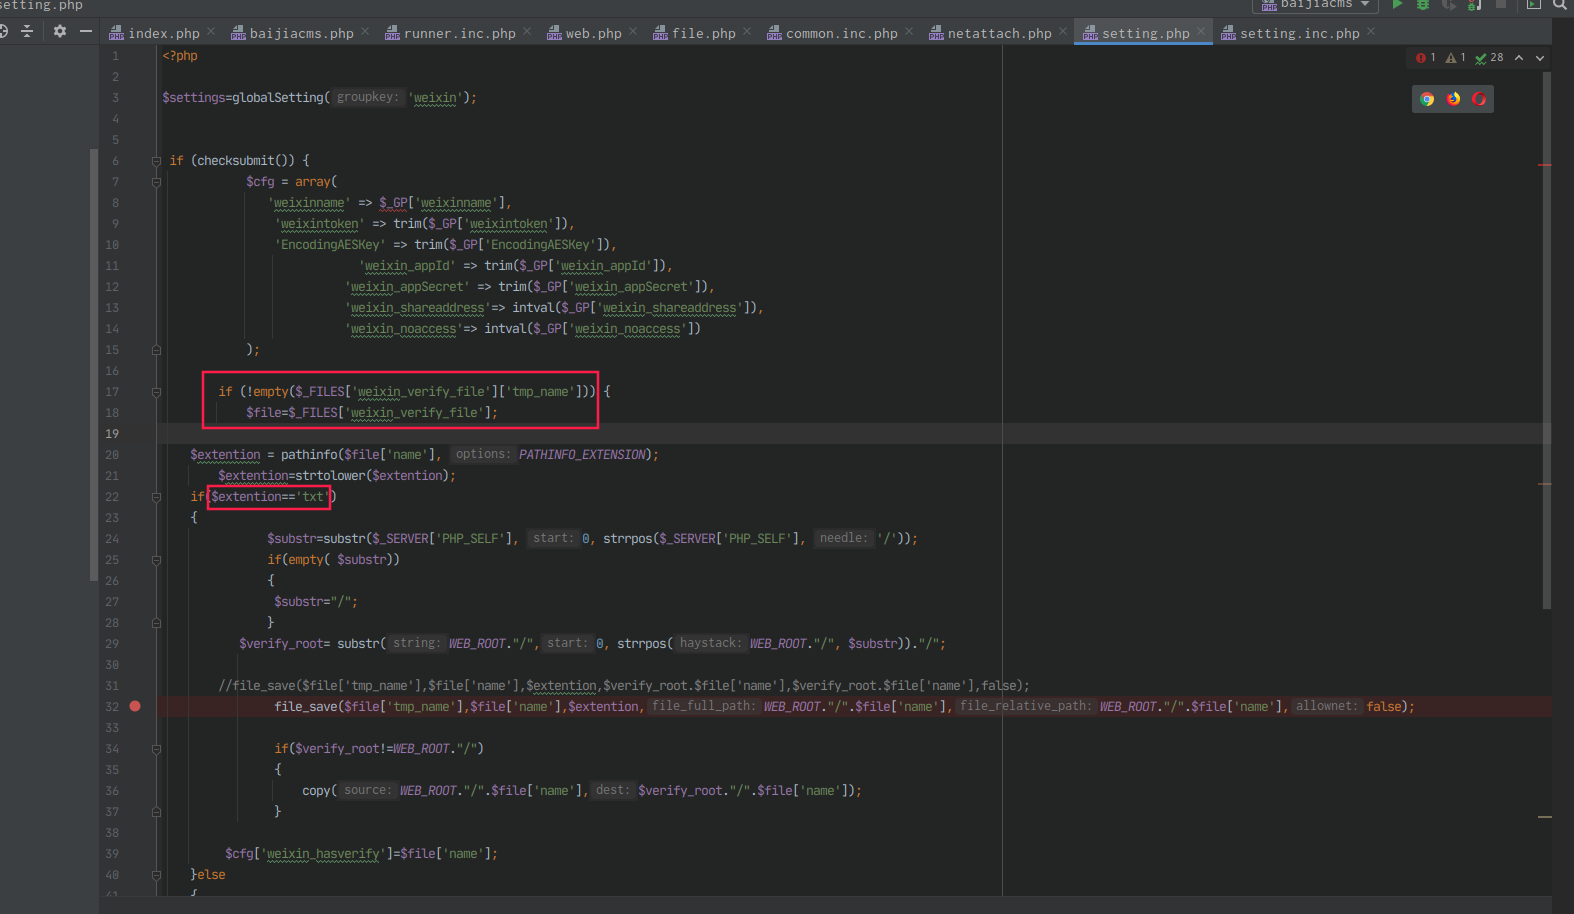 setting.php
baijiacms
index.php
baijiacms.php
runner.inc.php
web.php
file.php
common.inc.php
netattach.php
setting.php
setting.inc.php
1 <?php
1 1 28
2
3 $settings=globalSetting( groupkey: 'weixin');
4
5
6 if (checksubmit()) {
7 $cfg = array(
8 'weixinname' => $_GP['weixinname'],
9 'weixintoken' => trim($_GP['weixintoken']),
10 'EncodingAESKey' => trim($_GP['EncodingAESKey']),
11 'weixin_appId' => trim($_GP['weixin_appId']),
12 'weixin_appSecret' => trim($_GP['weixin_appSecret']),
13 'weixin_shareaddress'=> intval($_GP['weixin_shareaddress']),
14 'weixin_noaccess'=> intval($_GP['weixin_noaccess'])
15 );
16
17 if (!empty($_FILES['weixin_verify_file']['tmp_name'])) {
18 $file=$_FILES['weixin_verify_file'];
19
20 $extention = pathinfo($file['name'], options: PATHINFO_EXTENSION);
21 $extention=strtolower($extention);
22 if($extention=='txt')
23 {
24 $substr=substr($_SERVER['PHP_SELF'], start: 0, strrpos($_SERVER['PHP_SELF'], needle: '/'));
25 if(empty( $substr))
26 {
27 $substr="/";
28 }
29 $verify_root= substr( string: WEB_ROOT."/", start: 0, strrpos( haystack: WEB_ROOT."/", $substr))."/";
30
31 //file_save($file['tmp_name'],$file['name'],$extention,$verify_root.$file['name'],$verify_root.$file['name'],false);
32 file_save($file['tmp_name'],$file['name'],$extention, file_full_path: WEB_ROOT."/".$file['name'], file_relative_path: WEB_ROOT."/".$file['name'], allownet: false);
33
34 if($verify_root!=WEB_ROOT."/")
35 {
36 copy( source: WEB_ROOT."/".$file['name'], dest: $verify_root."/".$file['name']);
37 }
38
39 $cfg['weixin_hasverify']=$file['name'];
40 }else
41 {